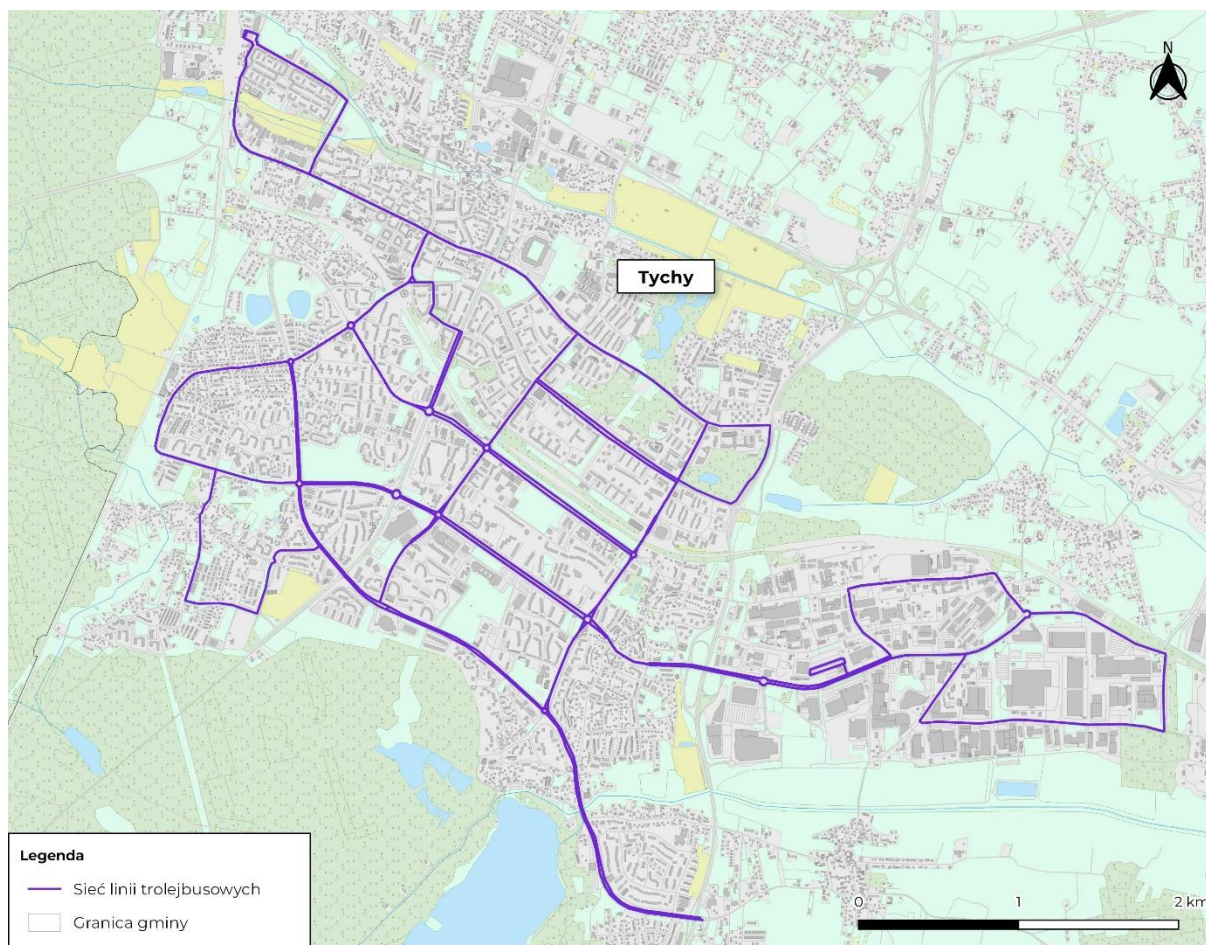 N
Tychy
Legenda
Sieć linii trolejbusowych
Granica gminy
0 1 2 km